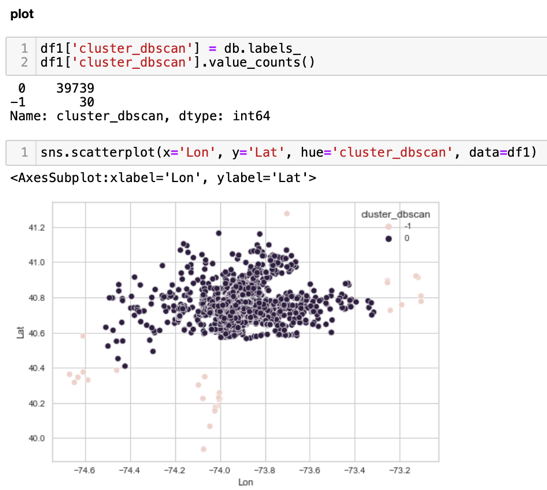 plot
1 df1['cluster_dbscan'] = db.labels_
2 df1['cluster_dbscan'].value_counts()
0 39739
-1 30
Name: cluster_dbscan, dtype: int64
1 sns.scatterplot(x='Lon', y='Lat', hue='cluster_dbscan', data=df1)
<AxesSubplot:xlabel='Lon', ylabel='Lat'>
cluster_dbscan
-1
0
41.2
41.0
40.8
40.6
40.4
40.2
40.0
Lat
−74.6 −74.4 −74.2 −74.0 −73.8 −73.6 −73.4 −73.2
Lon